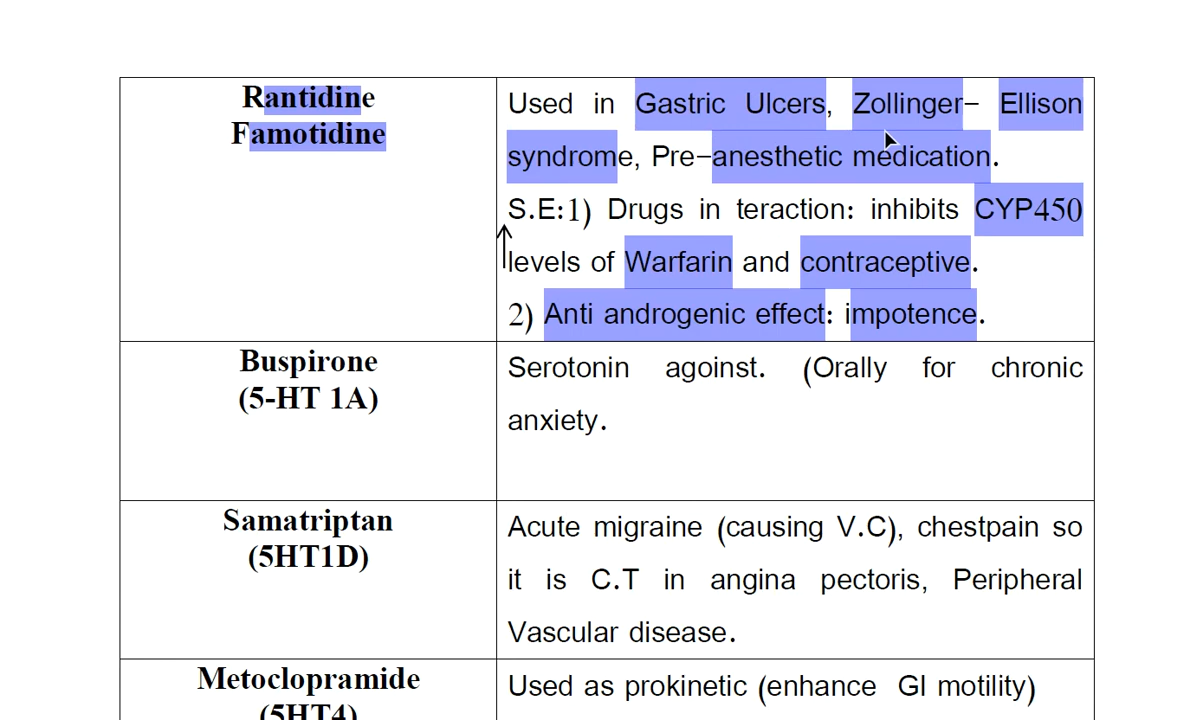 Rantidine
Famotidine
Used in Gastric Ulcers, Zollinger- Ellison
syndrome, Pre-anesthetic medication.
S.E:1) Drugs in teraction: inhibits CYP450
↑levels of Warfarin and contraceptive.
2) Anti androgenic effect: impotence.
Buspirone
(5-HT 1A)
Serotonin agoinst. (Orally for chronic
anxiety.
Samatriptan
(5HT1D)
Acute migraine (causing V.C), chestpain so
it is C.T in angina pectoris, Peripheral
Vascular disease.
Metoclopramide
(5HT4)
Used as prokinetic (enhance GI motility)